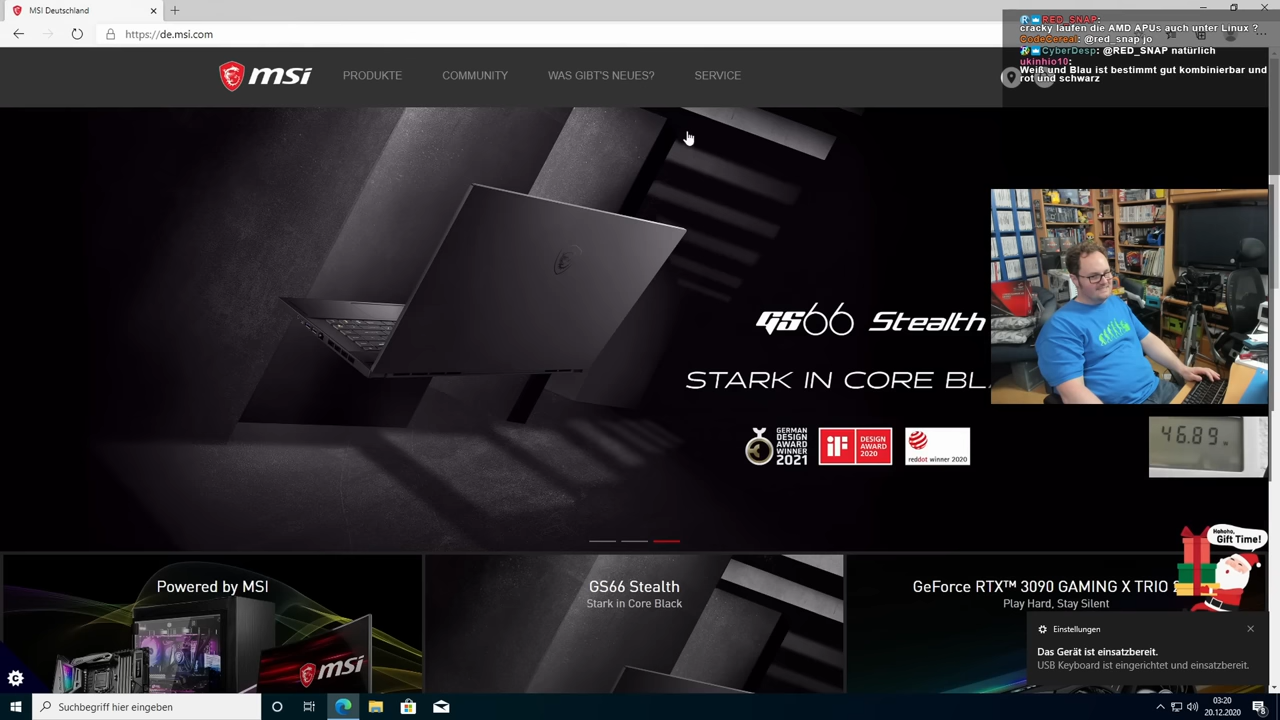 MSI Deutschland
https://de.msi.com
RED_SNAP:
cracky laufen die AMD APUs auch unter Linux ?
CodeCereal: @red_snap jo
CyberDesp: @RED_SNAP natürlich
ukinhio10:
Weiß und Blau ist bestimmt gut kombinierbar und
rot und schwarz
msi
PRODUKTE
COMMUNITY
WAS GIBT'S NEUES?
SERVICE
GS66 Stealth
STARK IN CORE BL
GERMAN
DESIGN
AWARD
WINNER
2021
iF
DESIGN
AWARD
2020
reddot winner 2020
46.89
Hohoho,
Gift Time!
Powered by MSI
GS66 Stealth
Stark in Core Black
GeForce RTX™ 3090 GAMING X TRIO
Play Hard, Stay Silent
msi
Einstellungen
Das Gerät ist einsatzbereit.
USB Keyboard ist eingerichtet und einsatzbereit.
Suchbegriff hier eingeben
03:20
20.12.2020
8